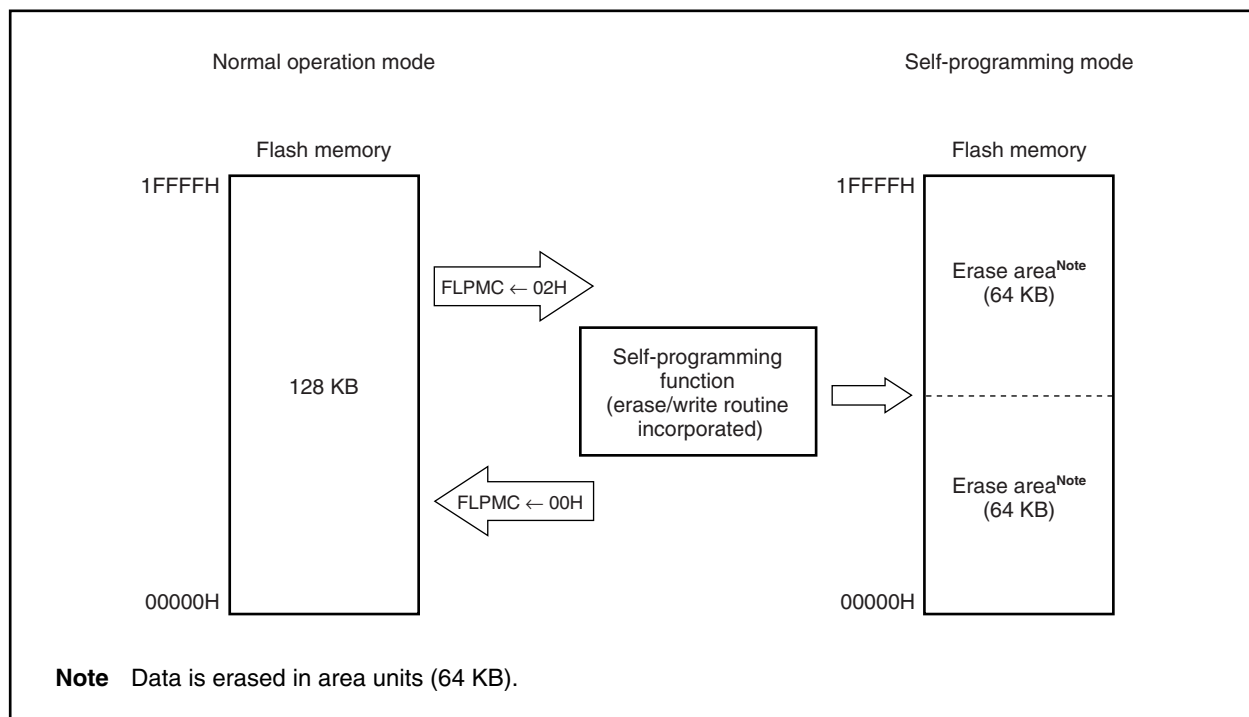 Normal operation mode
Self-programming mode
Flash memory
Flash memory
1FFFFH
1FFFFH
Erase areaNote
(64 KB)
FLPMC ← 02H
Self-programming
function
(erase/write routine
incorporated)
128 KB
FLPMC ← 00H
Erase areaNote
(64 KB)
00000H
00000H
Note Data is erased in area units (64 KB).